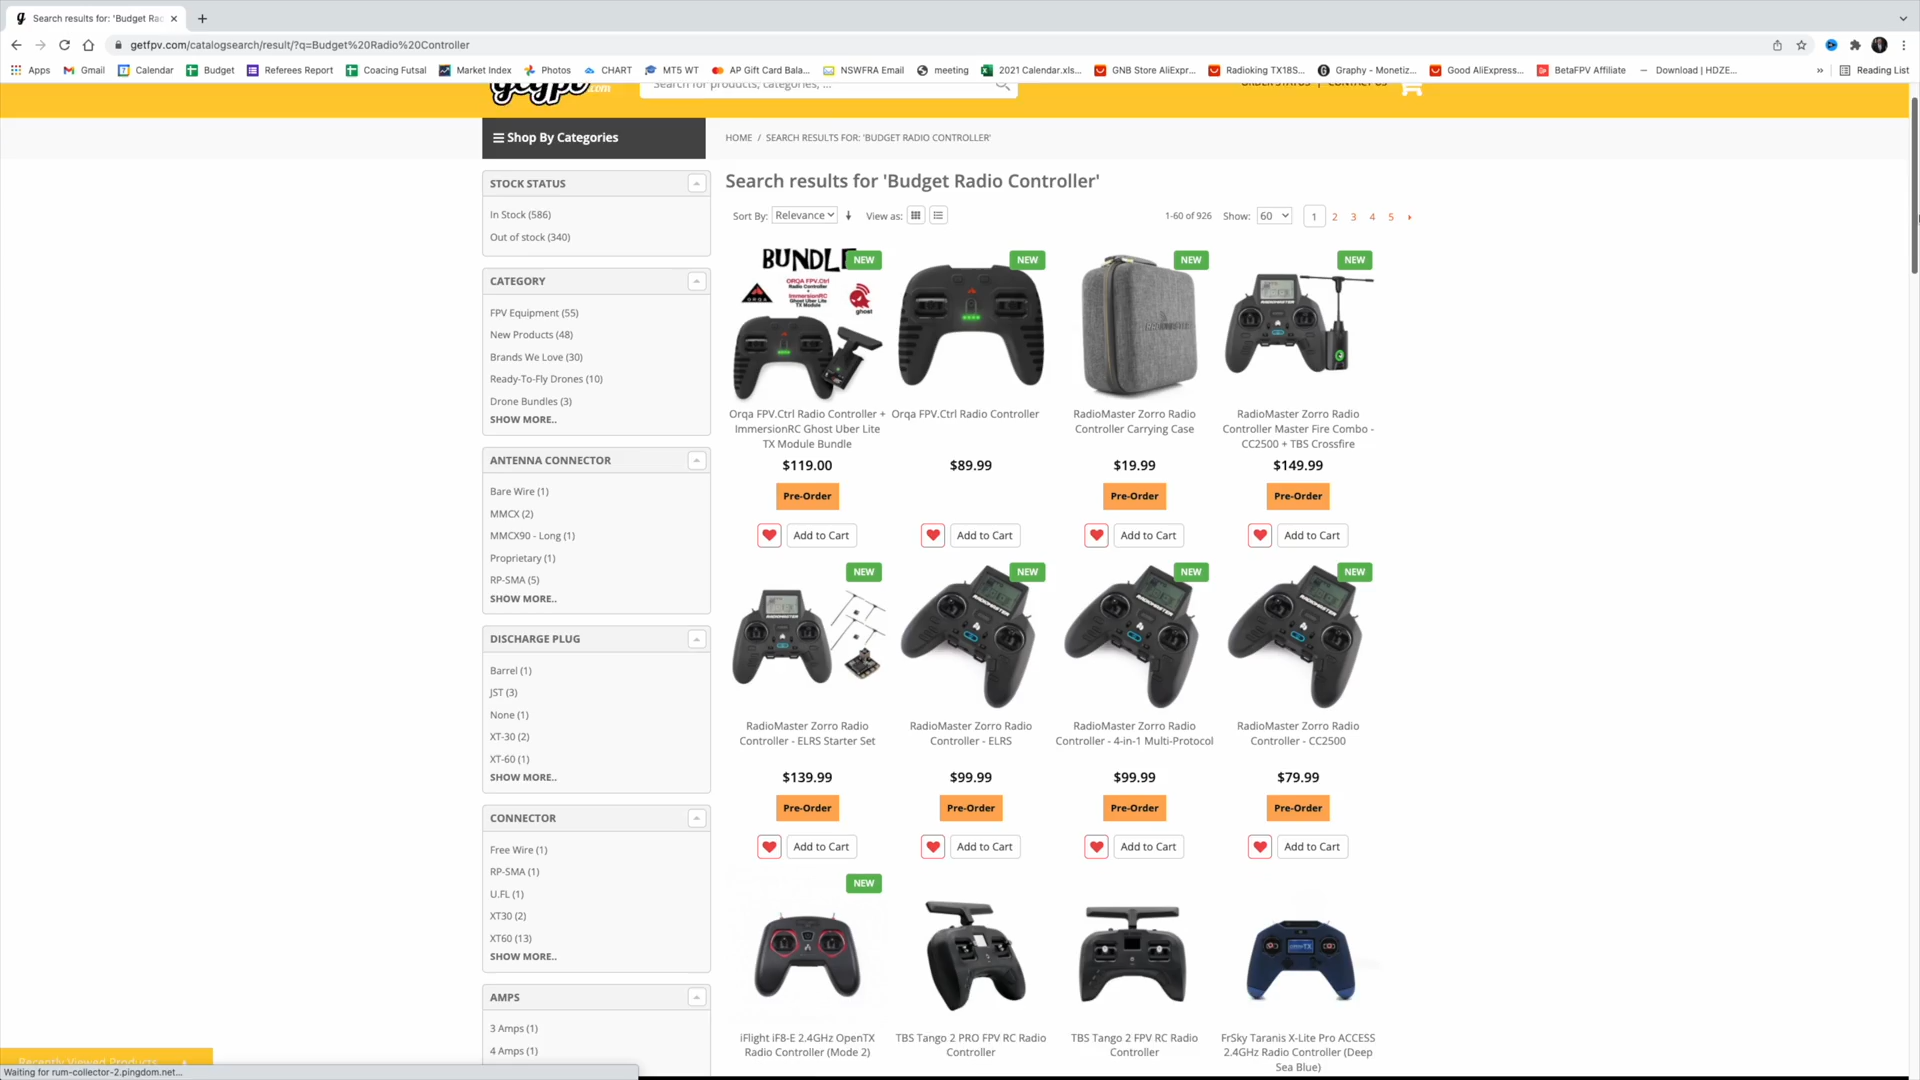 Search results for: 'Budget Rac
getfpv.com/catalogsearch/result/?q=Budget%20Radio%20Controller
Apps Gmail Calendar Budget Referees Report Coacing Futsal Market Index Photos CHART MT5 WT AP Gift Card Bala... NSWFRA Email meeting 2021 Calendar.xls... GNB Store AliExpr... Radioking TX18S... Graphy - Monetiz... Good AliExpress... BetaFPV Affiliate Download | HDZE... » Reading List
getfpv.com
Search for products, categories, ...
ORDER STATUS | CONTACT US
Shop By Categories
HOME / SEARCH RESULTS FOR: 'BUDGET RADIO CONTROLLER'
STOCK STATUS
In Stock (586)
Out of stock (340)
CATEGORY
FPV Equipment (55)
New Products (48)
Brands We Love (30)
Ready-To-Fly Drones (10)
Drone Bundles (3)
SHOW MORE..
ANTENNA CONNECTOR
Bare Wire (1)
MMCX (2)
MMCX90 - Long (1)
Proprietary (1)
RP-SMA (5)
SHOW MORE..
DISCHARGE PLUG
Barrel (1)
JST (3)
None (1)
XT-30 (2)
XT-60 (1)
SHOW MORE..
CONNECTOR
Free Wire (1)
RP-SMA (1)
U.FL (1)
XT30 (2)
XT60 (13)
SHOW MORE..
AMPS
3 Amps (1)
4 Amps (1)
Search results for 'Budget Radio Controller'
Sort By: Relevance View as: 1-60 of 926 Show: 60 1 2 3 4 5
BUNDLE
ORQA FPV.Ctrl
Radio Controller
+
ImmersionRC
Ghost Uber Lite
TX Module
ORQA
ghost
NEW NEW NEW NEW
Orqa FPV.Ctrl Radio Controller +
ImmersionRC Ghost Uber Lite
TX Module Bundle
$119.00
Pre-Order
Add to Cart
Orqa FPV.Ctrl Radio Controller
$89.99
Add to Cart
RadioMaster Zorro Radio
Controller Carrying Case
$19.99
Pre-Order
Add to Cart
RADIOMASTER
RadioMaster Zorro Radio
Controller Master Fire Combo -
CC2500 + TBS Crossfire
$149.99
Pre-Order
Add to Cart
NEW NEW NEW NEW
RADIOMASTER RADIOMASTER RADIOMASTER RADIOMASTER
RadioMaster Zorro Radio
Controller - ELRS Starter Set
$139.99
Pre-Order
Add to Cart
RadioMaster Zorro Radio
Controller - ELRS
$99.99
Pre-Order
Add to Cart
RadioMaster Zorro Radio
Controller - 4-in-1 Multi-Protocol
$99.99
Pre-Order
Add to Cart
RadioMaster Zorro Radio
Controller - CC2500
$79.99
Pre-Order
Add to Cart
NEW
iFlight iF8-E 2.4GHz OpenTX
Radio Controller (Mode 2)
TBS Tango 2 PRO FPV RC Radio
Controller
TBS Tango 2 FPV RC Radio
Controller
FrSky Taranis X-Lite Pro ACCESS
2.4GHz Radio Controller (Deep
Sea Blue)
Recently Viewed Products
Waiting for rum-collector-2.pingdom.net...